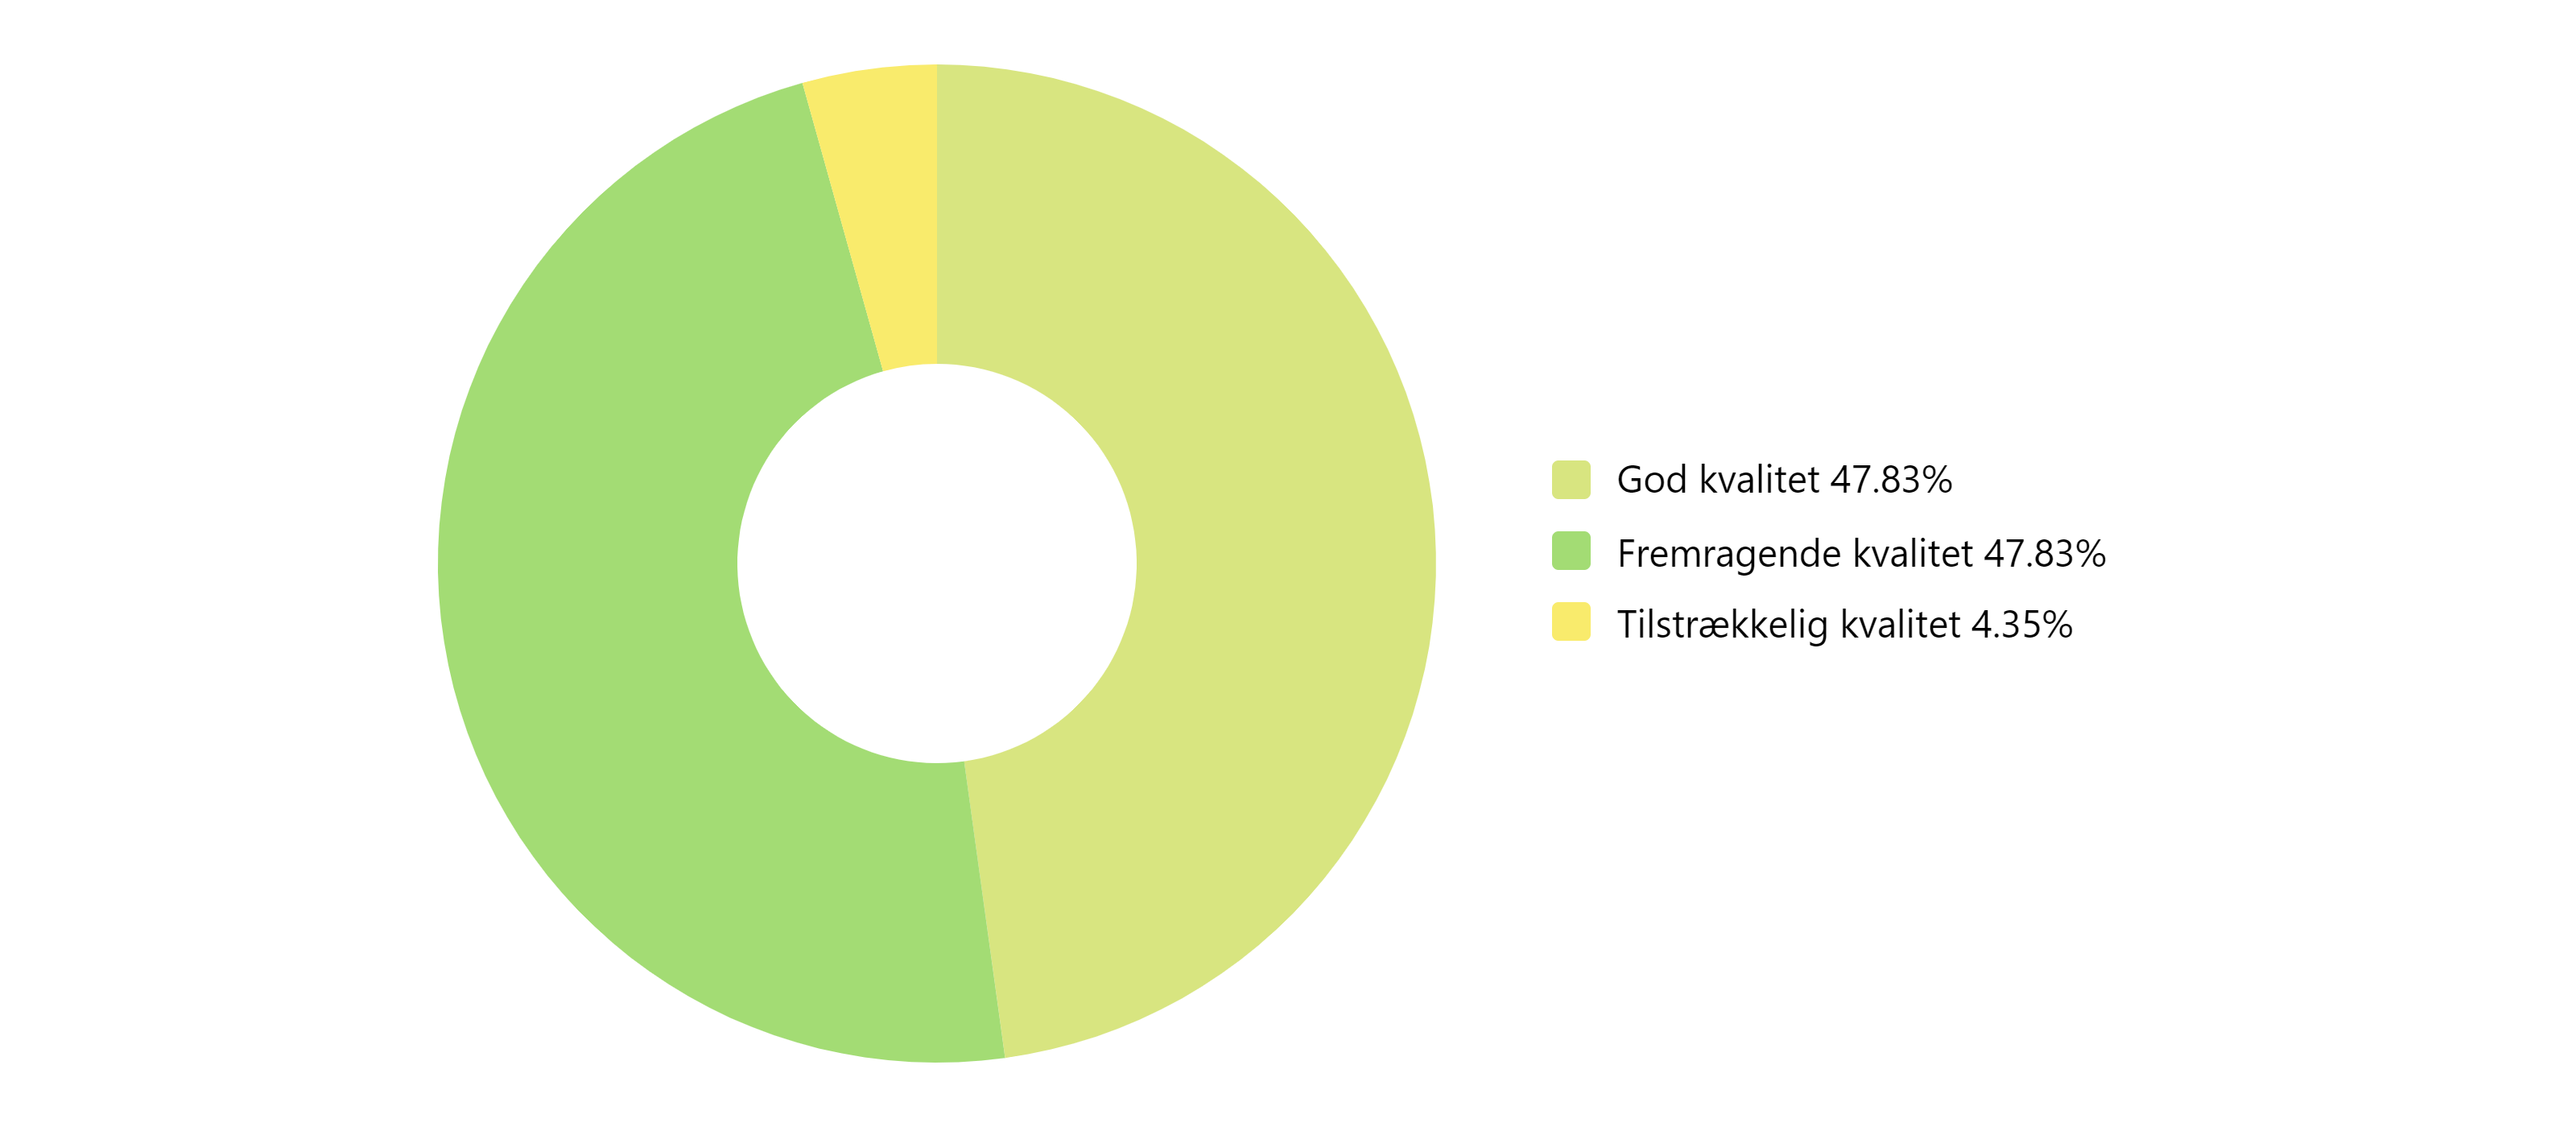 God kvalitet 47.83%
Fremragende kvalitet 47.83%
Tilstrækkelig kvalitet 4.35%